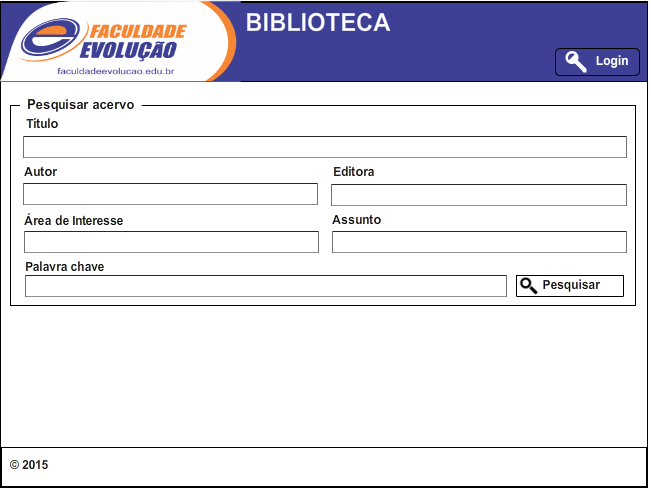 FACULDADE
EVOLUÇÃO
faculdadeevolucao.edu.br
BIBLIOTECA
Login
Pesquisar acervo
Título
Autor
Editora
Área de Interesse
Assunto
Palavra chave
Pesquisar
© 2015